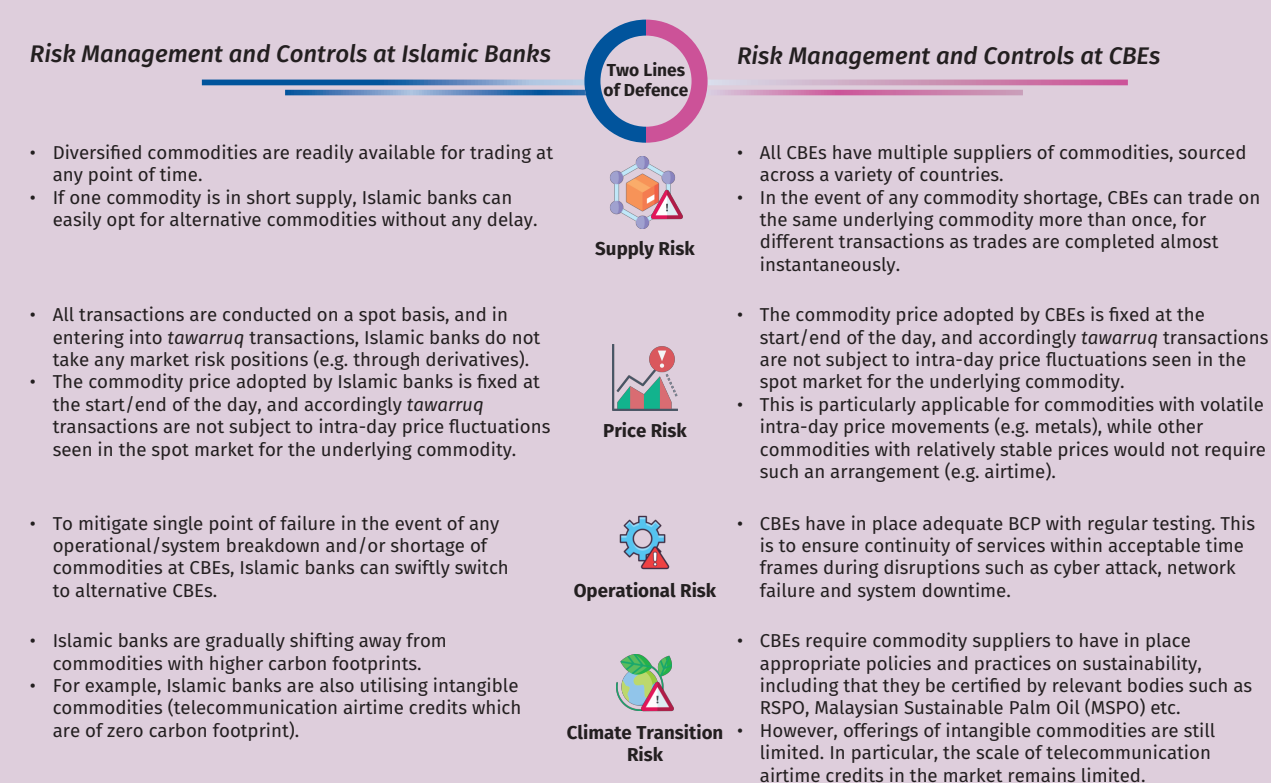 Risk Management and Controls at Islamic Banks
Two Lines
of Defence
Risk Management and Controls at CBEs
• Diversified commodities are readily available for trading at
any point of time.
• If one commodity is in short supply, Islamic banks can
easily opt for alternative commodities without any delay.
Supply Risk
• All CBEs have multiple suppliers of commodities, sourced
across a variety of countries.
• In the event of any commodity shortage, CBEs can trade on
the same underlying commodity more than once, for
different transactions as trades are completed almost
instantaneously.
• All transactions are conducted on a spot basis, and in
entering into tawarruq transactions, Islamic banks do not
take any market risk positions (e.g. through derivatives).
• The commodity price adopted by Islamic banks is fixed at
the start/end of the day, and accordingly tawarruq
transactions are not subject to intra-day price fluctuations
seen in the spot market for the underlying commodity.
Price Risk
• The commodity price adopted by CBEs is fixed at the
start/end of the day, and accordingly tawarruq transactions
are not subject to intra-day price fluctuations seen in the
spot market for the underlying commodity.
• This is particularly applicable for commodities with volatile
intra-day price movements (e.g. metals), while other
commodities with relatively stable prices would not require
such an arrangement (e.g. airtime).
• To mitigate single point of failure in the event of any
operational/system breakdown and/or shortage of
commodities at CBEs, Islamic banks can swiftly switch
to alternative CBEs.
Operational Risk
• CBEs have in place adequate BCP with regular testing. This
is to ensure continuity of services within acceptable time
frames during disruptions such as cyber attack, network
failure and system downtime.
• Islamic banks are gradually shifting away from
commodities with higher carbon footprints.
• For example, Islamic banks are also utilising intangible
commodities (telecommunication airtime credits which
are of zero carbon footprint).
Climate Transition
Risk
• CBEs require commodity suppliers to have in place
appropriate policies and practices on sustainability,
including that they be certified by relevant bodies such as
RSPO, Malaysian Sustainable Palm Oil (MSPO) etc.
• However, offerings of intangible commodities are still
limited. In particular, the scale of telecommunication
airtime credits in the market remains limited.